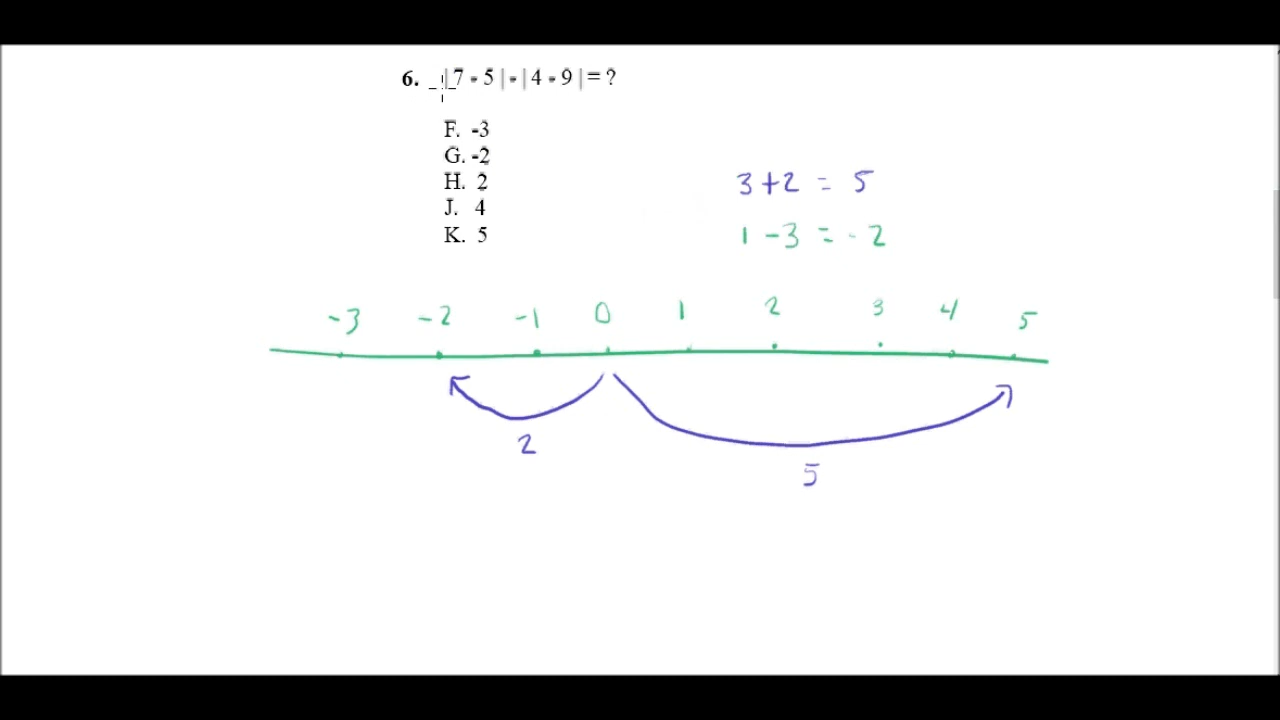 6. |7 - 5| - |4 - 9| = ?
F. -3
G. -2
H. 2
J. 4
K. 5
3 + 2 = 5
1 - 3 = -2
-3 -2 -1 0 1 2 3 4 5
2
5